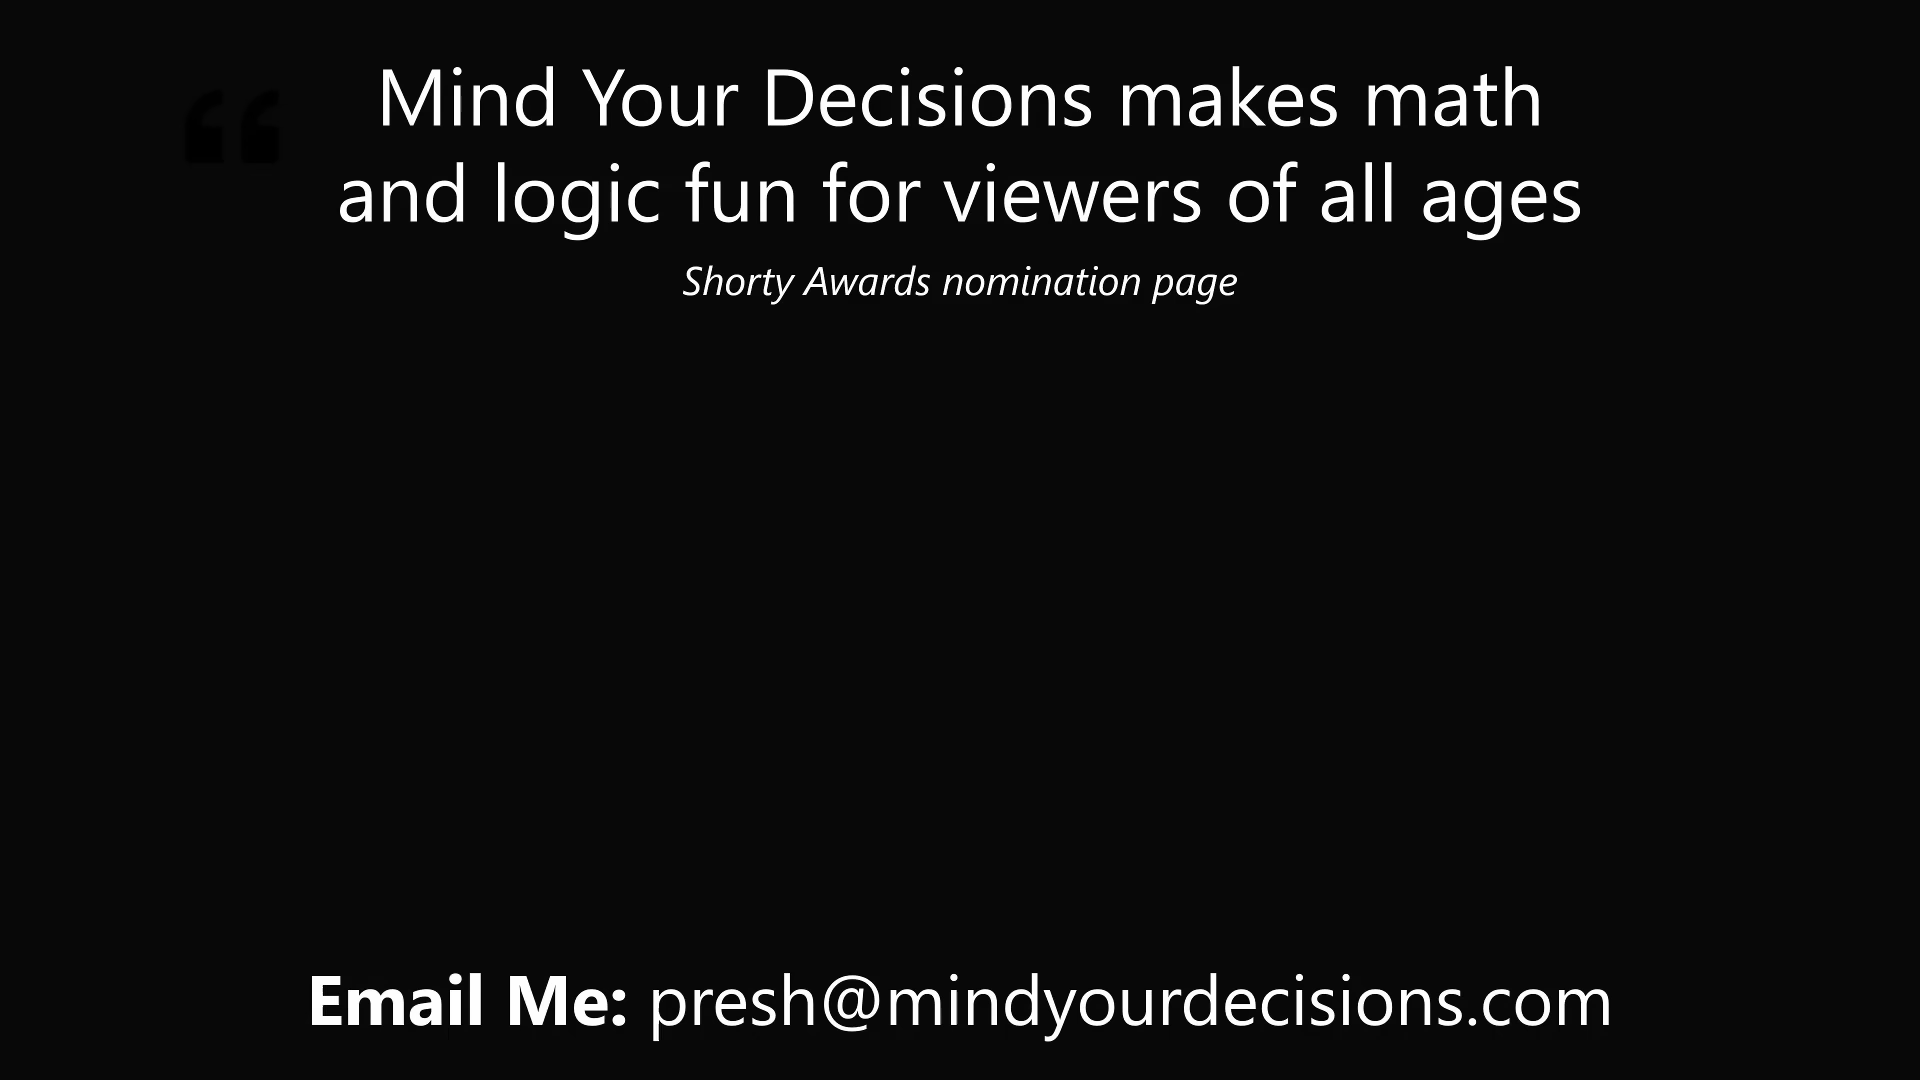 “
Mind Your Decisions makes math
and logic fun for viewers of all ages
Shorty Awards nomination page
Email Me: presh@mindyourdecisions.com